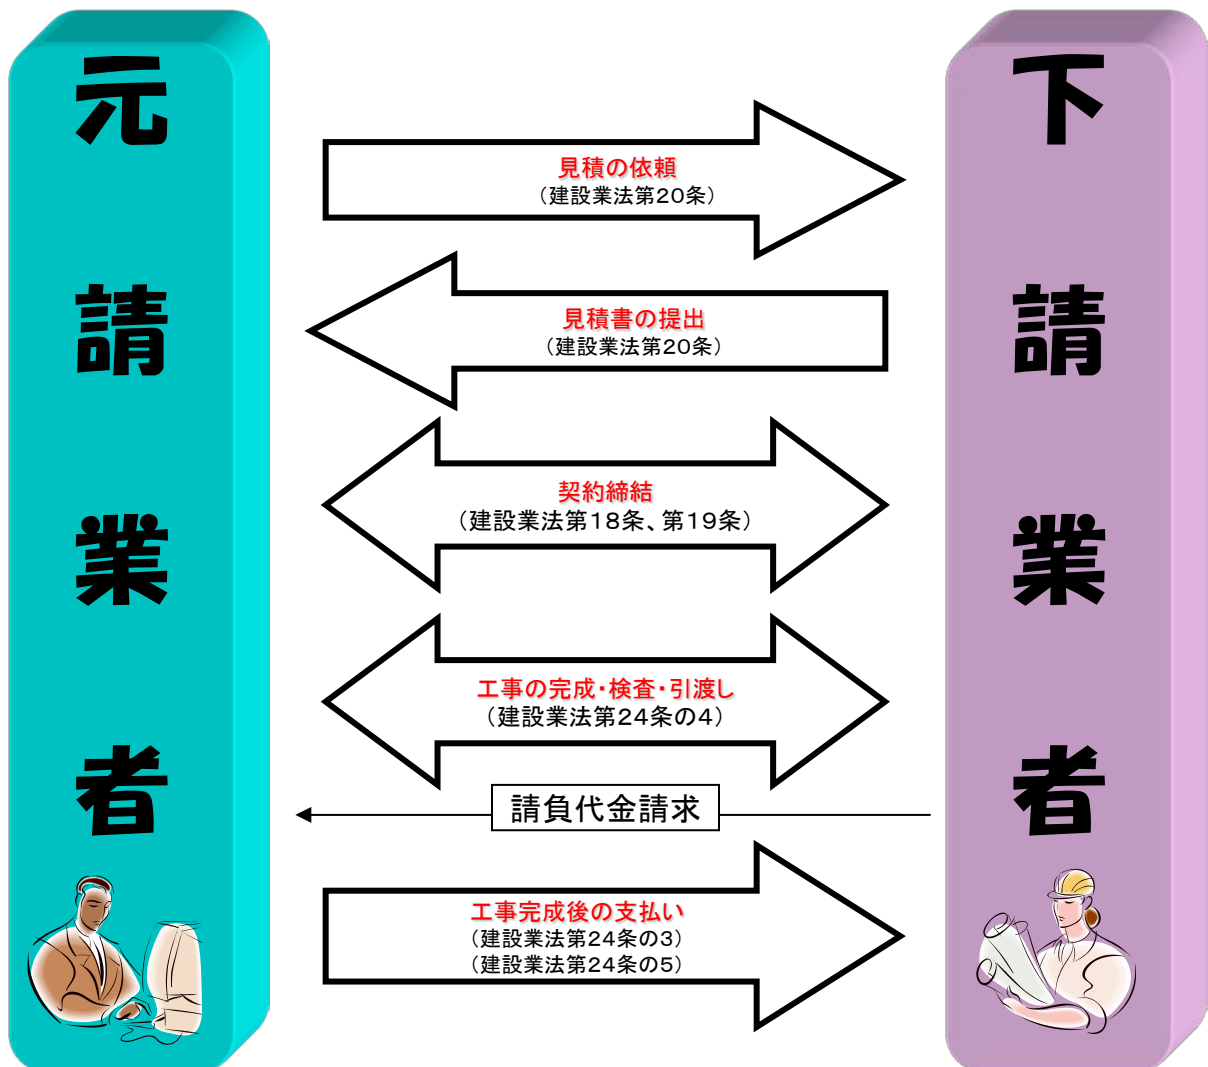 元請業者
下請業者
見積の依頼
（建設業法第２０条）
見積書の提出
（建設業法第２０条）
契約締結
（建設業法第１８条、第１９条）
工事の完成・検査・引渡し
（建設業法第２４条の４）
請負代金請求
工事完成後の支払い
（建設業法第２４条の３）
（建設業法第２４条の５）